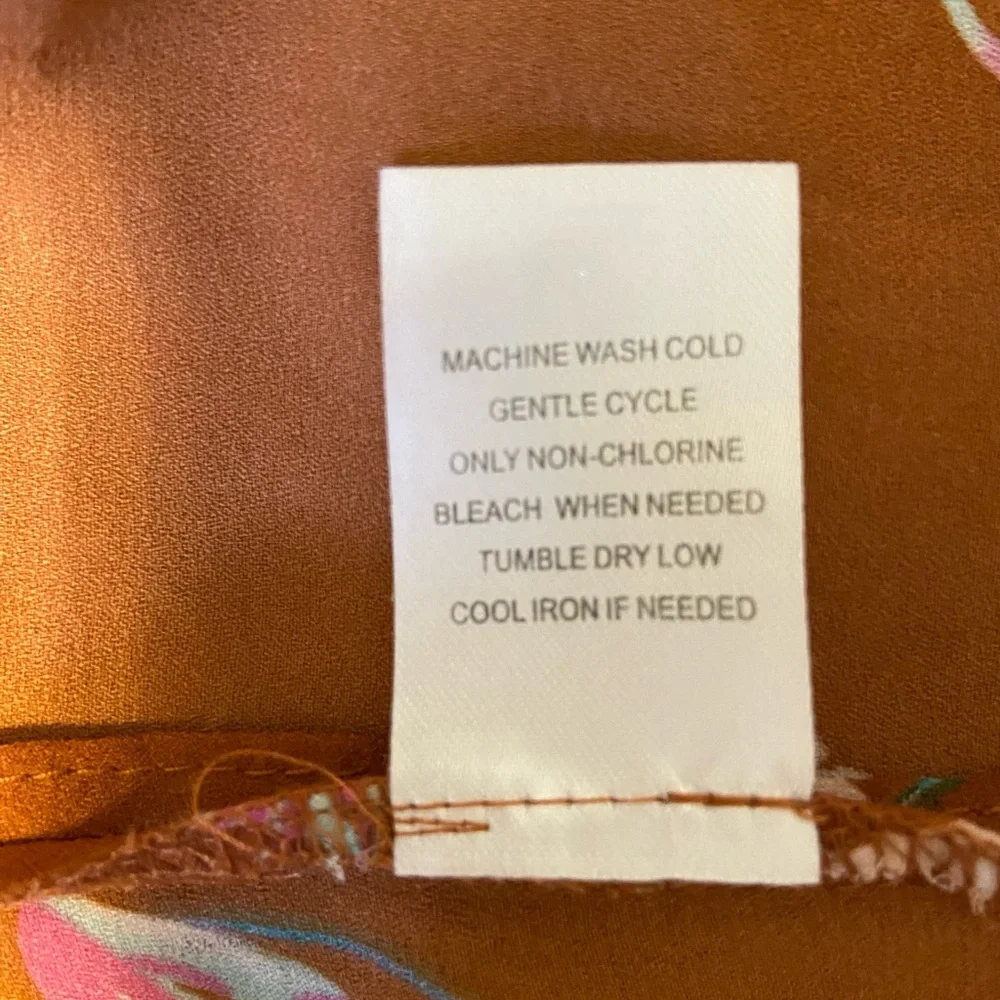 MACHINE WASH COLD
GENTLE CYCLE
ONLY NON-CHLORINE
BLEACH WHEN NEEDED
TUMBLE DRY LOW
COOL IRON IF NEEDED